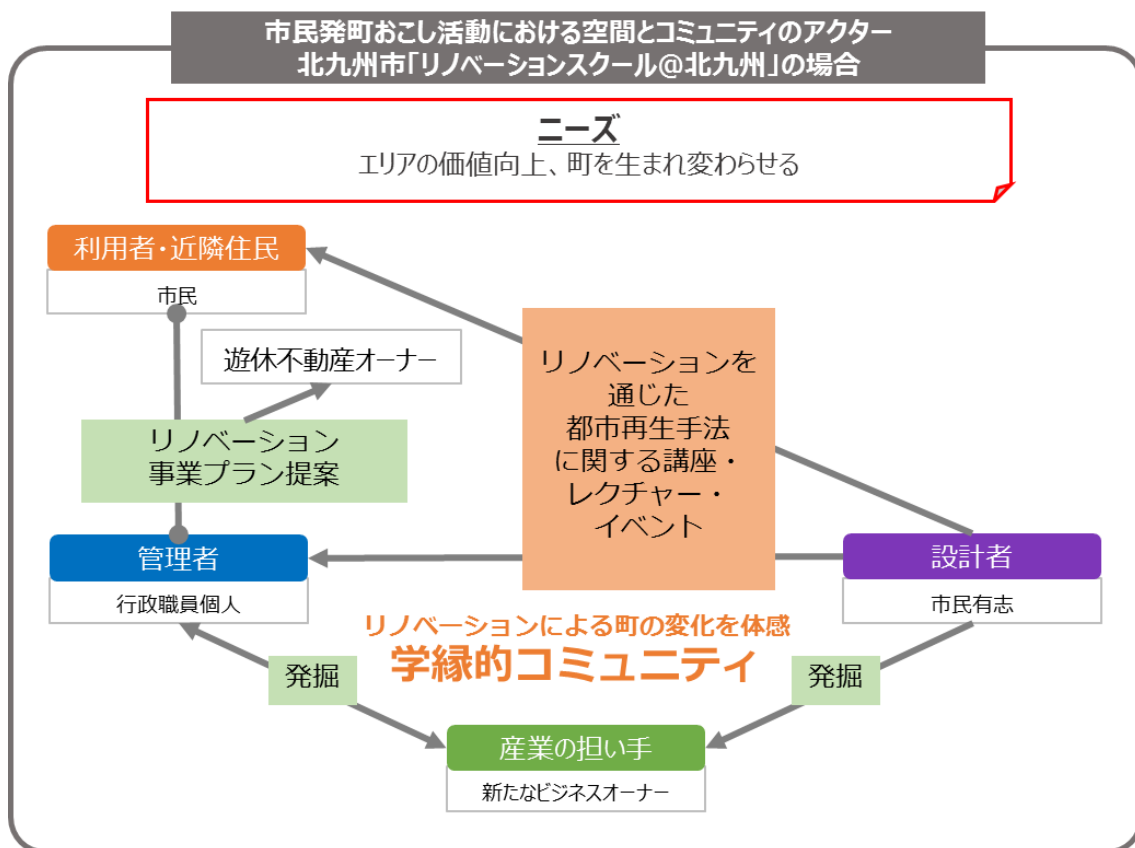 市民発町おこし活動における空間とコミュニティのアクター
北九州市「リノベーションスクール@北九州」の場合
ニーズ
エリアの価値向上、町を生まれ変わらせる
利用者・近隣住民
市民
遊休不動産オーナー
リノベーション
事業プラン提案
リノベーションを
通じた
都市再生手法
に関する講座・
レクチャー・
イベント
管理者
行政職員個人
設計者
市民有志
リノベーションによる町の変化を体感
学縁的コミュニティ
発掘
発掘
産業の担い手
新たなビジネスオーナー